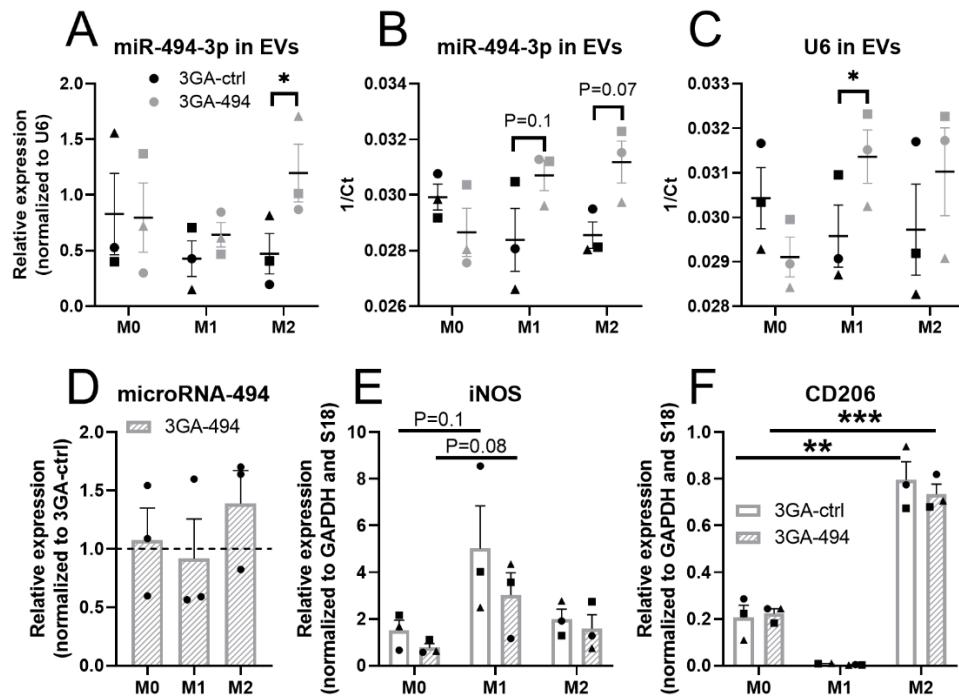 A
miR-494-3p in EVs
3GA-ctrl
3GA-494
*
Relative expression
(normalized to U6)
2.0
1.5
1.0
0.5
0.0
M0 M1 M2
B
miR-494-3p in EVs
P=0.1
P=0.07
1/Ct
0.034
0.032
0.030
0.028
0.026
M0 M1 M2
C
U6 in EVs
*
1/Ct
0.033
0.032
0.031
0.030
0.029
0.028
M0 M1 M2
D
microRNA-494
3GA-494
Relative expression
(normalized to 3GA-ctrl)
2.0
1.5
1.0
0.5
0.0
M0 M1 M2
E
iNOS
P=0.1
P=0.08
Relative expression
(normalized to GAPDH and S18)
10
8
6
4
2
0
M0 M1 M2
F
CD206
***
**
3GA-ctrl
3GA-494
Relative expression
(normalized to GAPDH and S18)
1.0
0.8
0.6
0.4
0.2
0.0
M0 M1 M2